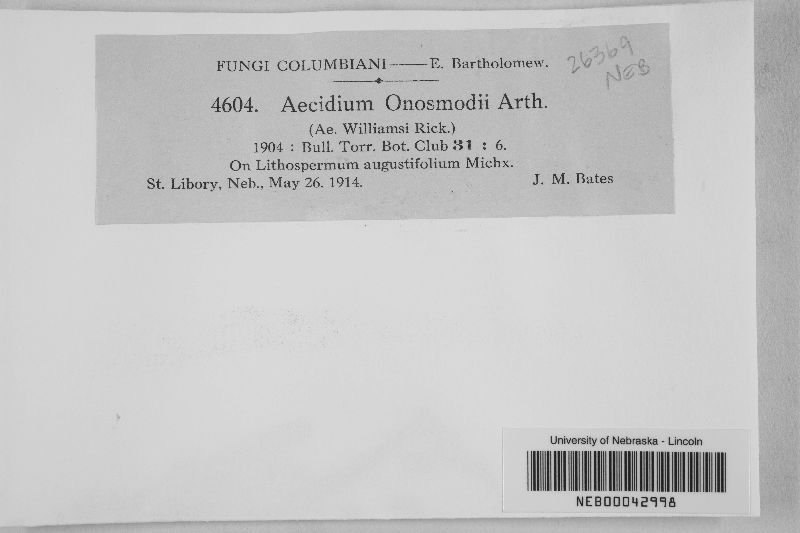 FUNGI COLUMBIANI——E. Bartholomew.
26369
NEB
4604. Aecidium Onosmodii Arth.
(Ae. Williamsi Rick.)
1904 : Bull. Torr. Bot. Club 31 : 6.
On Lithospermum augustifolium Michx.
St. Libory, Neb., May 26. 1914. J. M. Bates
University of Nebraska - Lincoln
NEB00042998